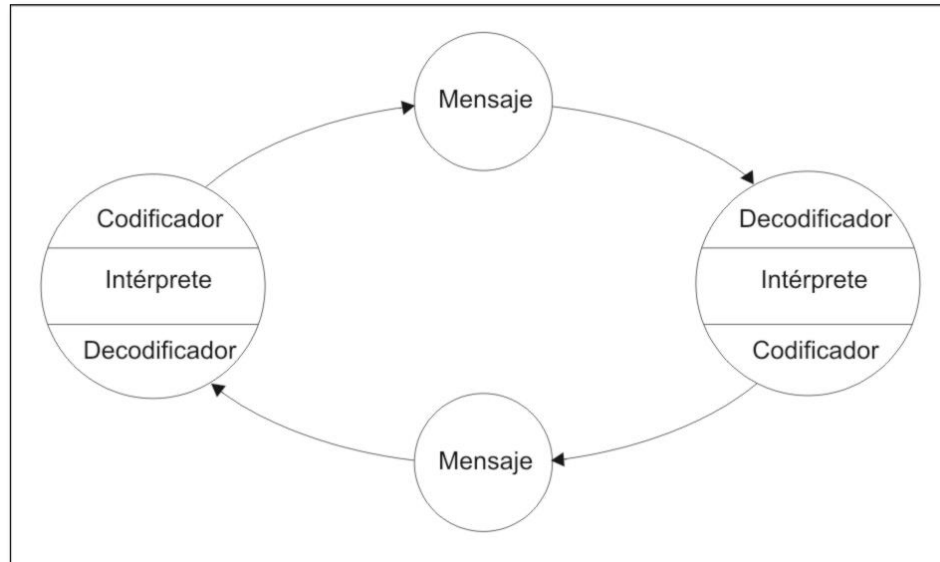 Mensaje
Codificador
Intérprete
Decodificador
Decodificador
Intérprete
Codificador
Mensaje